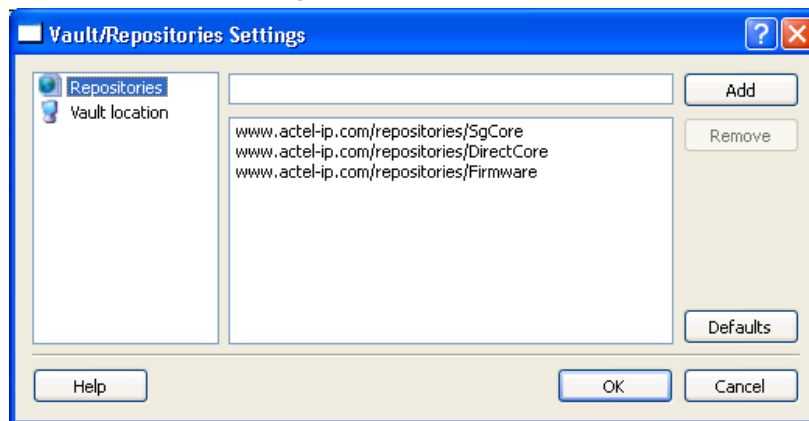 Vault/Repositories Settings
Repositories
Vault location
Add
www.actel-ip.com/repositories/SgCore
www.actel-ip.com/repositories/DirectCore
www.actel-ip.com/repositories/Firmware
Remove
Defaults
Help
OK
Cancel